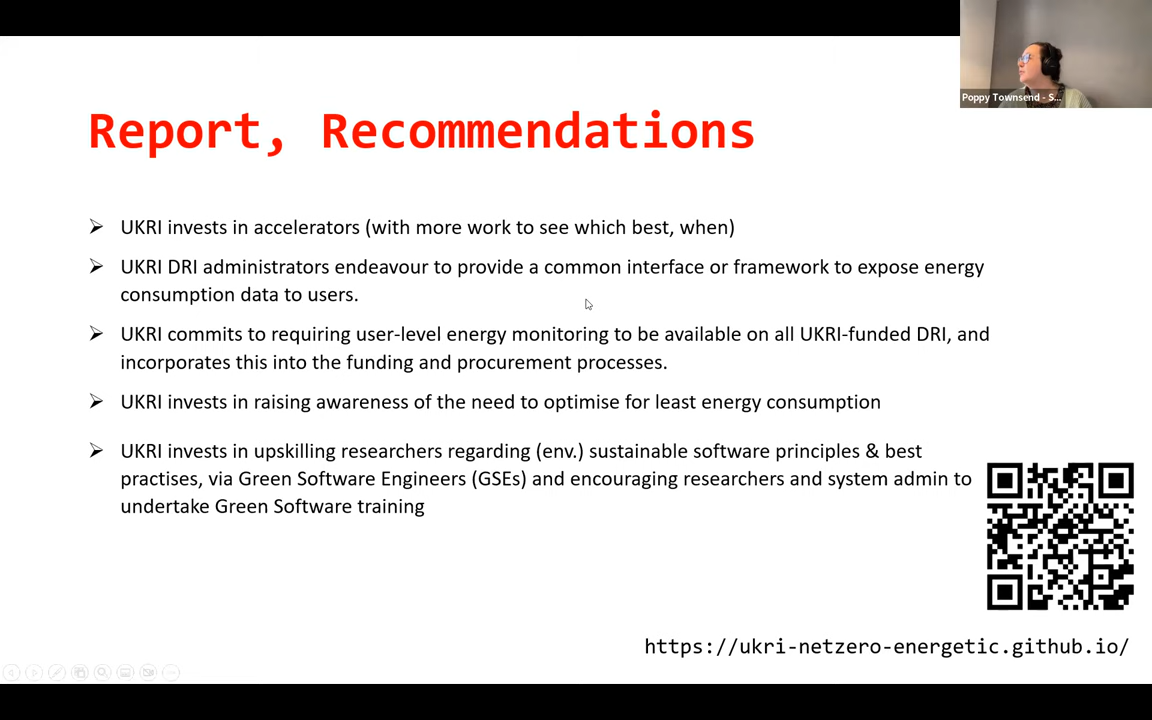 Poppy Townsend - S...
Report, Recommendations
UKRI invests in accelerators (with more work to see which best, when)
UKRI DRI administrators endeavour to provide a common interface or framework to expose energy
consumption data to users.
UKRI commits to requiring user-level energy monitoring to be available on all UKRI-funded DRI, and
incorporates this into the funding and procurement processes.
UKRI invests in raising awareness of the need to optimise for least energy consumption
UKRI invests in upskilling researchers regarding (env.) sustainable software principles & best
practises, via Green Software Engineers (GSEs) and encouraging researchers and system admin to
undertake Green Software training
https://ukri-netzero-energetic.github.io/